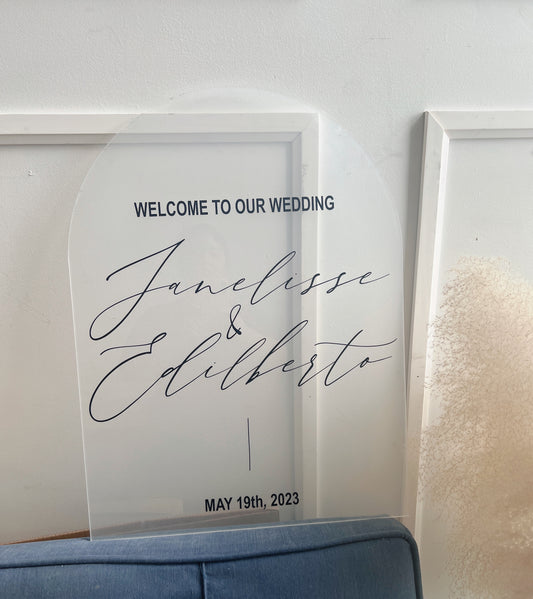 WELCOME TO OUR WEDDING
Janelisse
&
Edilberto
MAY 19th, 2023